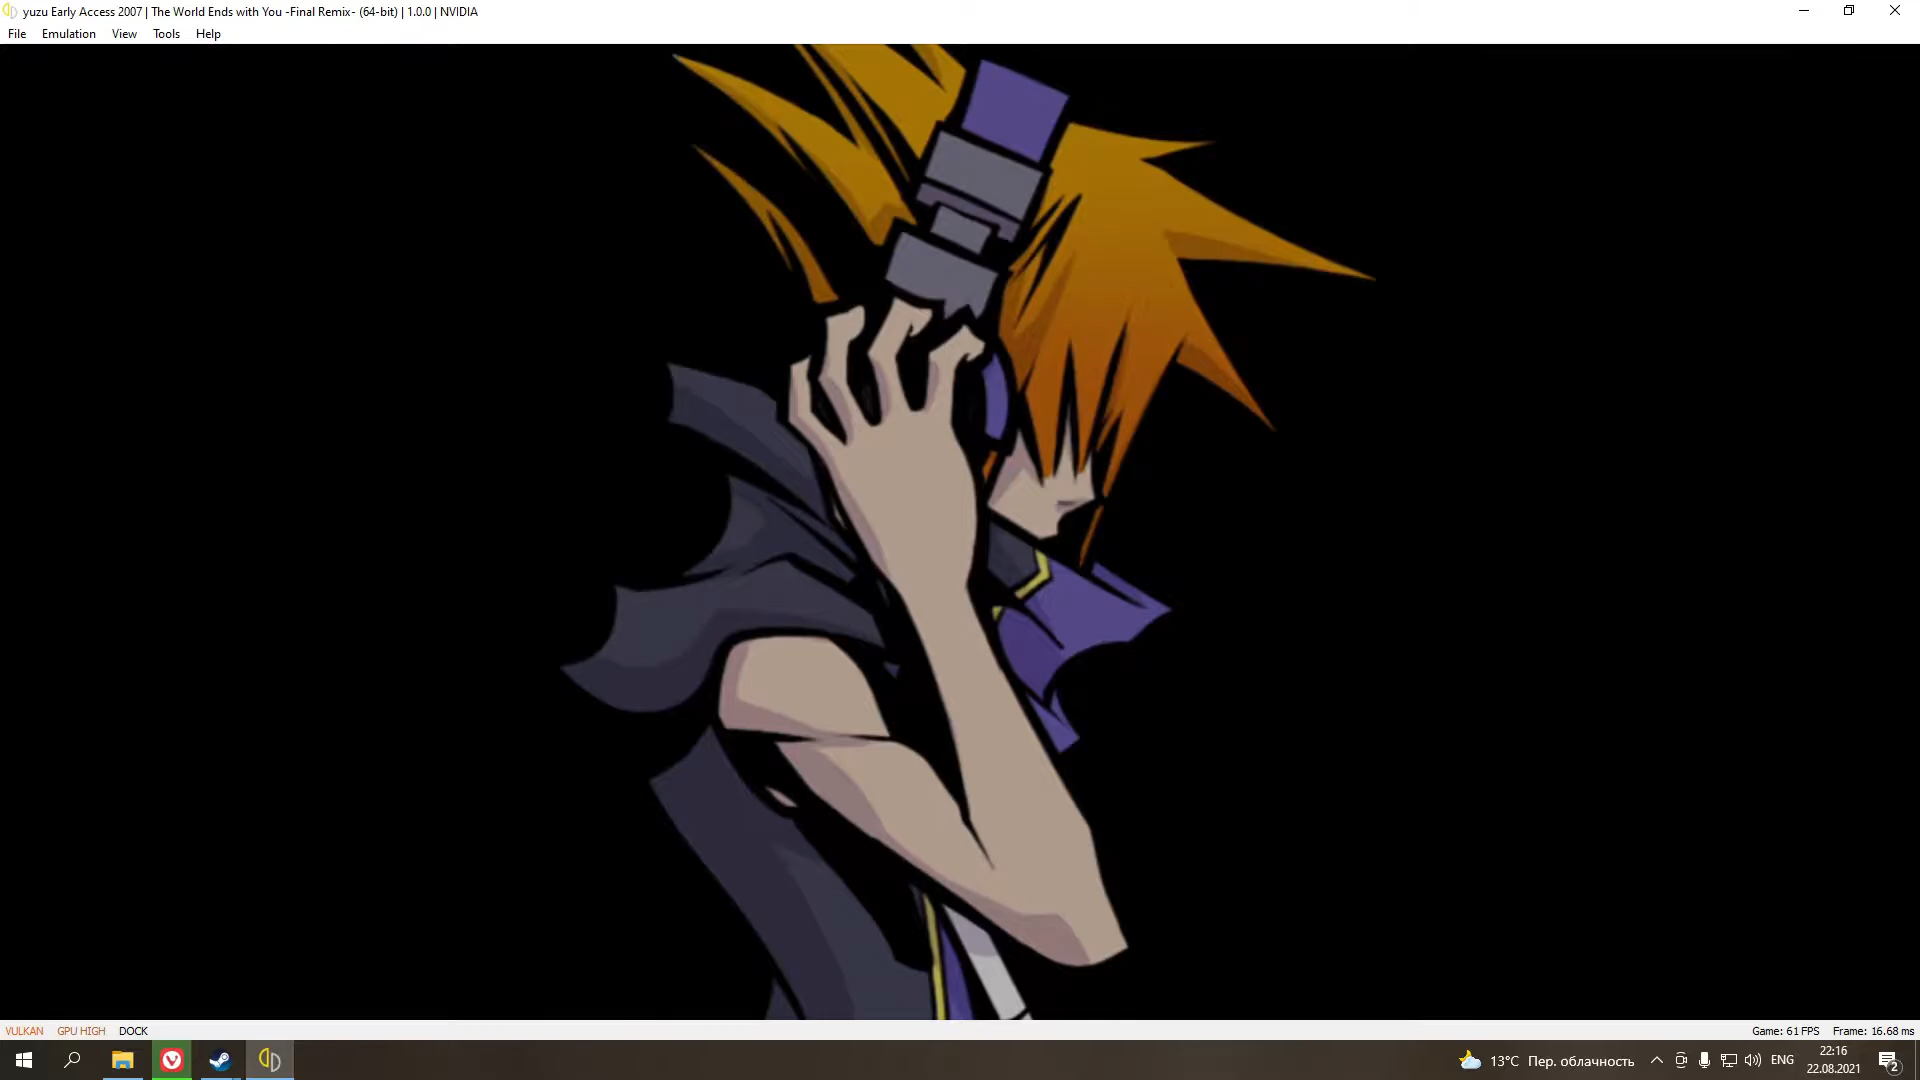 yuzu Early Access 2007 | The World Ends with You -Final Remix- (64-bit) | 1.0.0 | NVIDIA
File Emulation View Tools Help
VULKAN GPU HIGH DOCK Game: 61 FPS Frame: 16.68 ms
13°C Пер. облачность ENG 22:16
22.08.2021
2